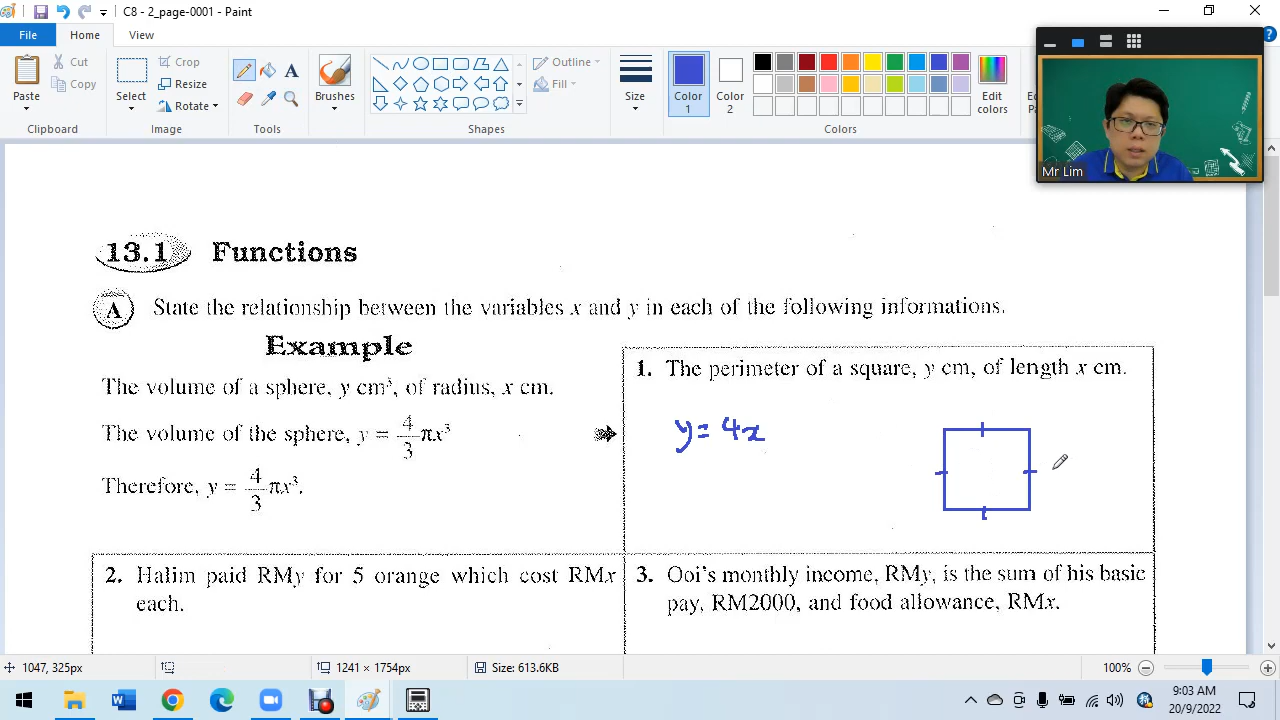 C8 - 2_page-0001 - Paint
File Home View
Paste Cut Copy Clipboard
Select Crop Resize Rotate Image
Tools
Brushes
Outline Fill Shapes
Size
Color 1 Color 2 Edit colors Colors
Mr Lim
13.1 Functions
A State the relationship between the variables x and y in each of the following informations.
Example
The volume of a sphere, y cm³, of radius, x cm.
The volume of the sphere, y = 4/3 πx³
Therefore, y = 4/3 πx³.
1. The perimeter of a square, y cm, of length x cm.
y = 4x
2. Halim paid RMy for 5 orange which cost RMx
each.
3. Ooi's monthly income, RMy, is the sum of his basic
pay, RM2000, and food allowance, RMx.
1047, 325px 1241 × 1754px Size: 613.6KB 100%
9:03 AM
20/9/2022